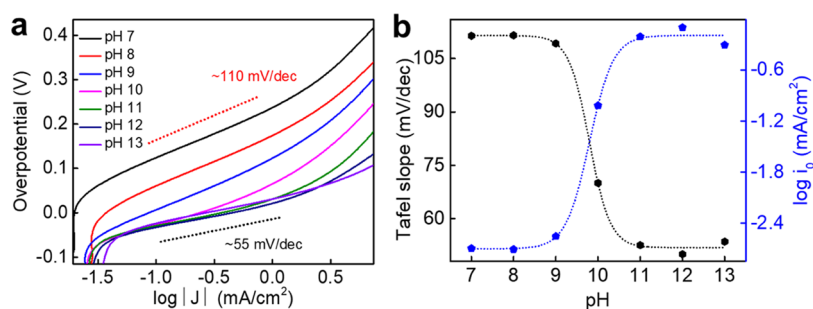 a
pH 7
pH 8
pH 9
pH 10
pH 11
pH 12
pH 13
~110 mV/dec
~55 mV/dec
Overpotential (V)
0.4
0.3
0.2
0.1
0.0
-0.1
-1.5 -1.0 -0.5 0.0 0.5
log|J| (mA/cm²)
b
Tafel slope (mV/dec)
105
90
75
60
7 8 9 10 11 12 13
pH
-0.6
-1.2
-1.8
-2.4
log i₀ (mA/cm²)